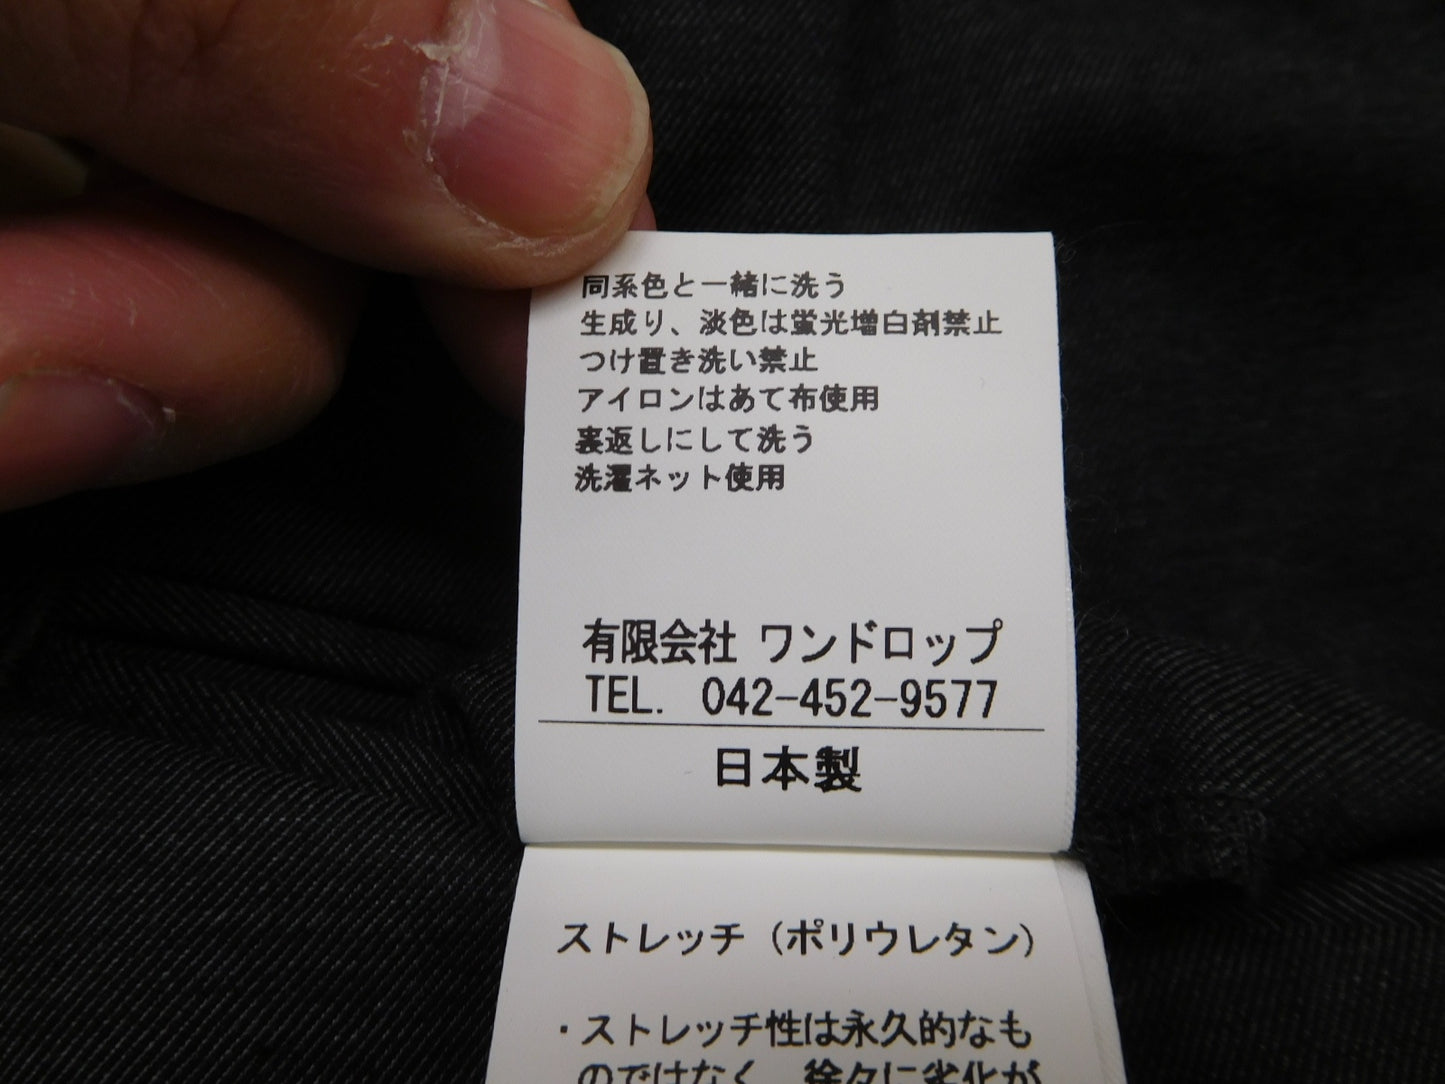 同系色と一緒に洗う
生成り、淡色は蛍光増白剤禁止
つけ置き洗い禁止
アイロンはあて布使用
裏返しにして洗う
洗濯ネット使用
有限会社 ワンドロップ
TEL. 042-452-9577
日本製
ストレッチ（ポリウレタン）
・ストレッチ性は永久的なも
のではなく、徐々に劣化が